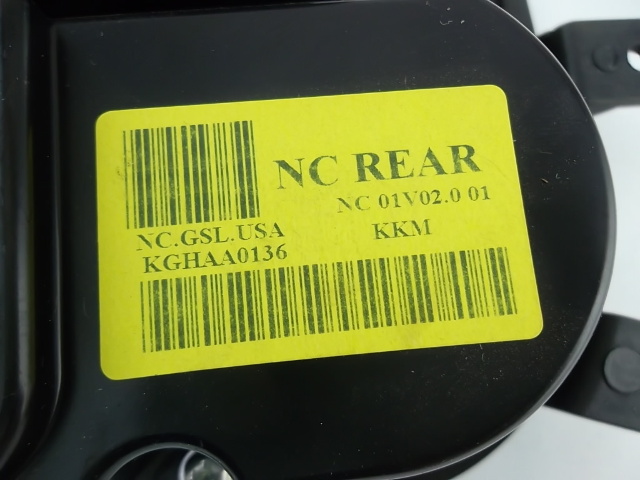 NC REAR
NC 01V02.0 01
NC.GSL.USA
KKM
KGHAA0136